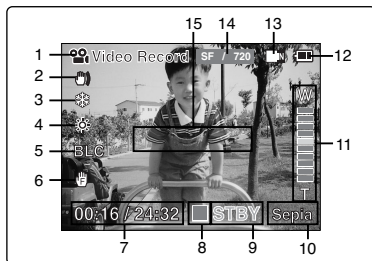 15 14 13
1 Video Record SF / 720 N 12
2
3 W
4
5 BLC 11
6 F
T
00:16 / 24:32 STBY Sepia
7 8 9 10